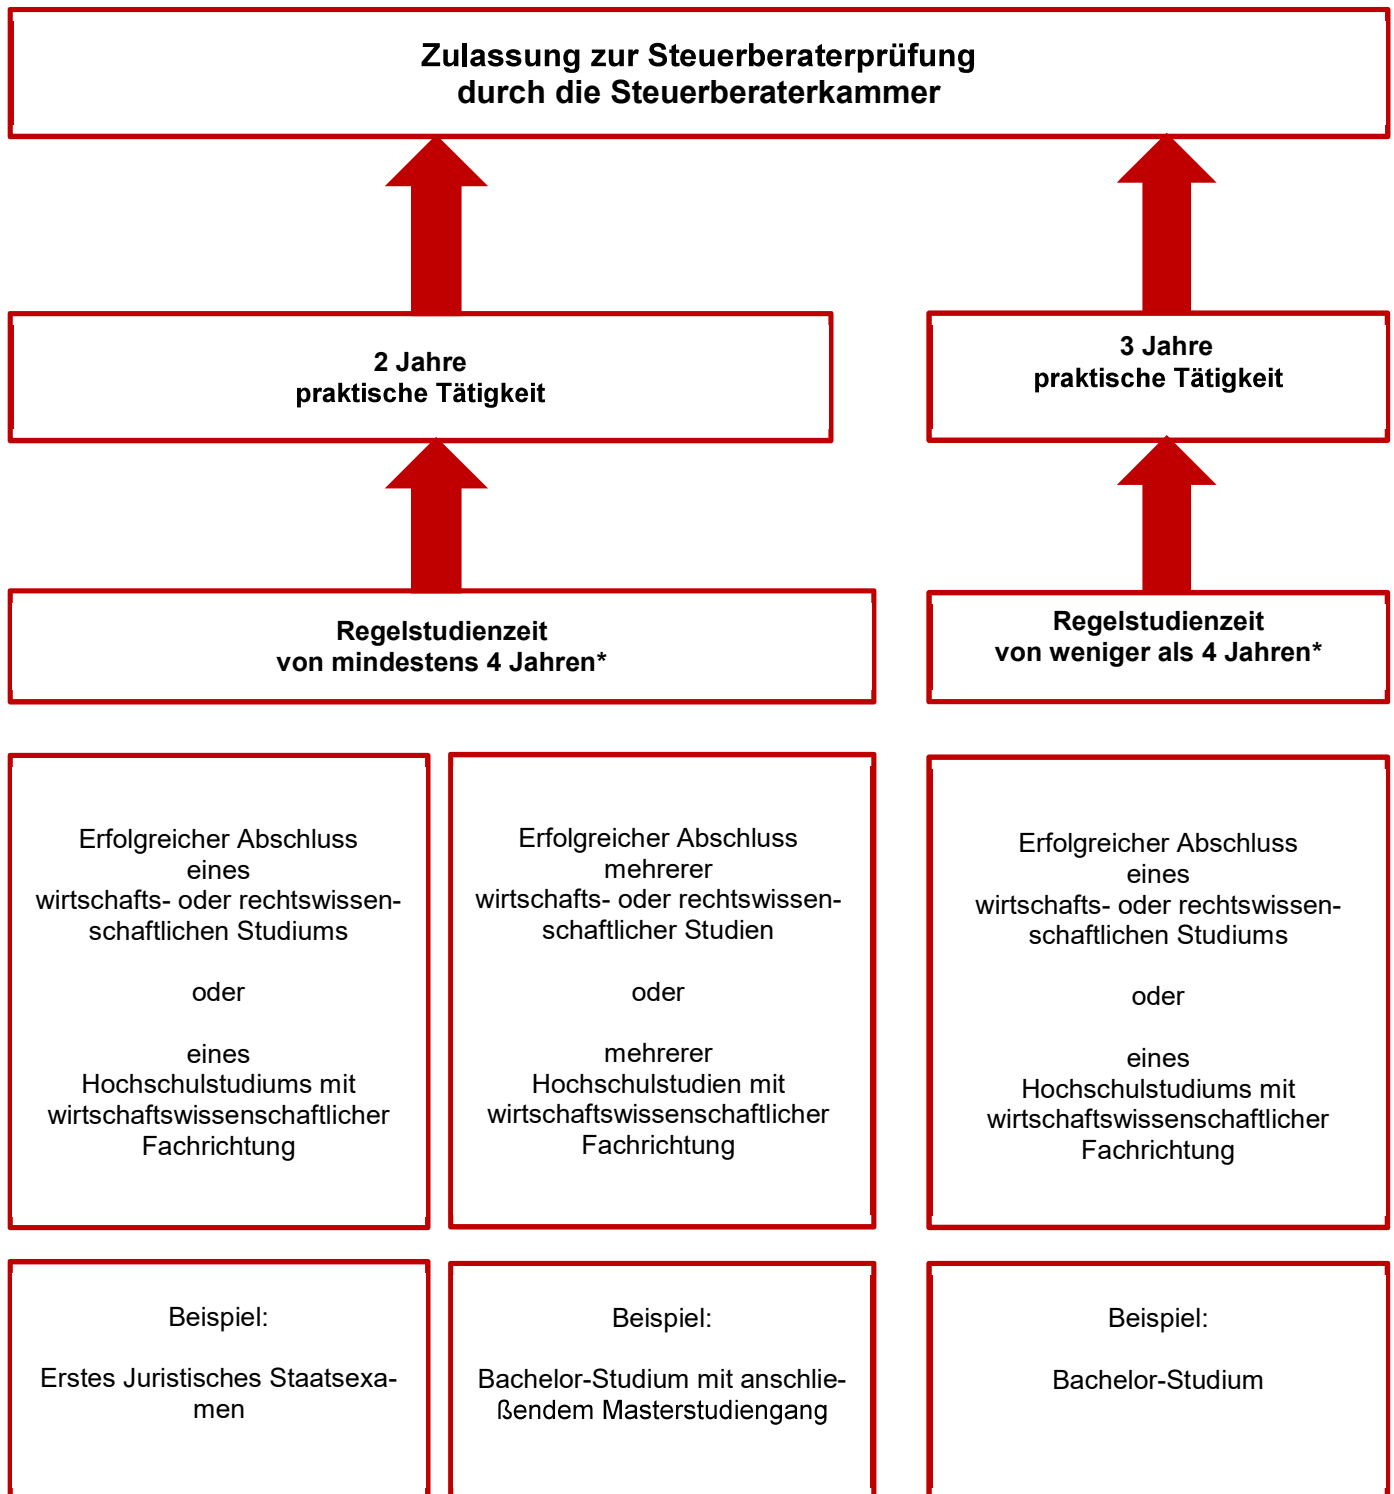 Zulassung zur Steuerberaterprüfung
durch die Steuerberaterkammer
2 Jahre
praktische Tätigkeit
3 Jahre
praktische Tätigkeit
Regelstudienzeit
von mindestens 4 Jahren*
Regelstudienzeit
von weniger als 4 Jahren*
Erfolgreicher Abschluss
eines
wirtschafts- oder rechtswissen-
schaftlichen Studiums
oder
eines
Hochschulstudiums mit
wirtschaftswissenschaftlicher
Fachrichtung
Erfolgreicher Abschluss
mehrerer
wirtschafts- oder rechtswissen-
schaftlicher Studien
oder
mehrerer
Hochschulstudien mit
wirtschaftswissenschaftlicher
Fachrichtung
Erfolgreicher Abschluss
eines
wirtschafts- oder rechtswissen-
schaftlichen Studiums
oder
eines
Hochschulstudiums mit
wirtschaftswissenschaftlicher
Fachrichtung
Beispiel:
Erstes Juristisches Staatsexa-
men
Beispiel:
Bachelor-Studium mit anschlie-
ßendem Masterstudiengang
Beispiel:
Bachelor-Studium